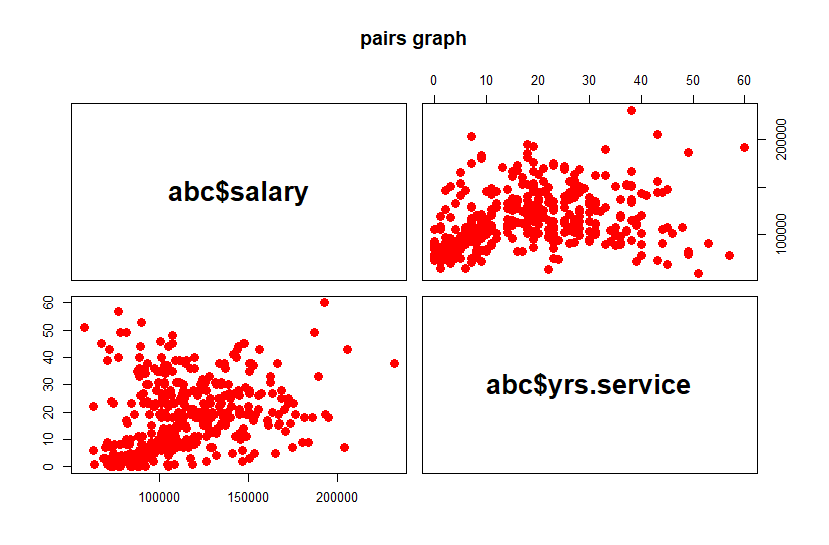 pairs graph
0 10 20 30 40 50 60
abc$salary
100000 200000
0 10 20 30 40 50 60
abc$yrs.service
100000 150000 200000